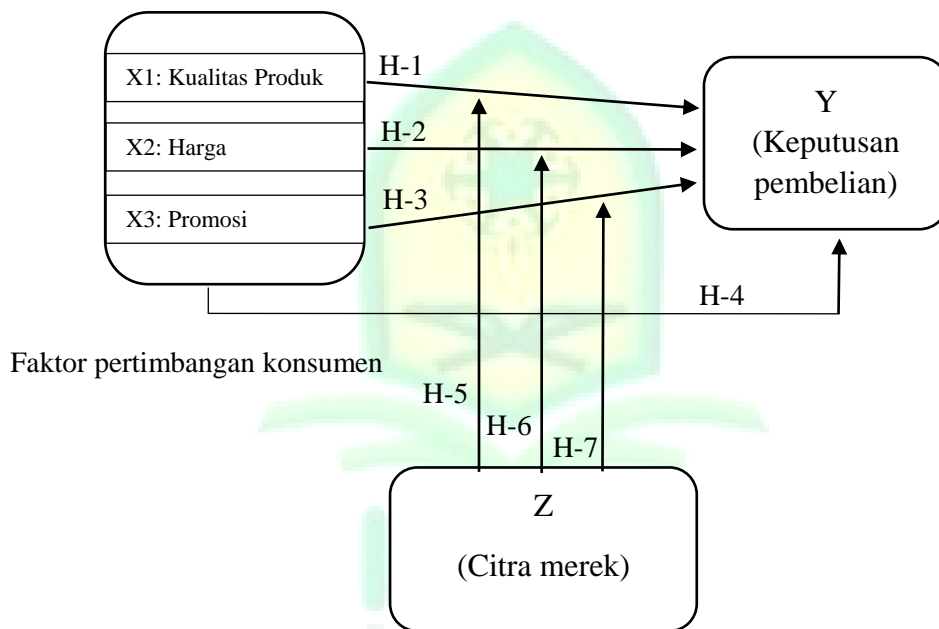 X1: Kualitas Produk
X2: Harga
X3: Promosi
H-1
H-2
H-3
Y
(Keputusan
pembelian)
H-4
Faktor pertimbangan konsumen
H-5
H-6
H-7
Z
(Citra merek)